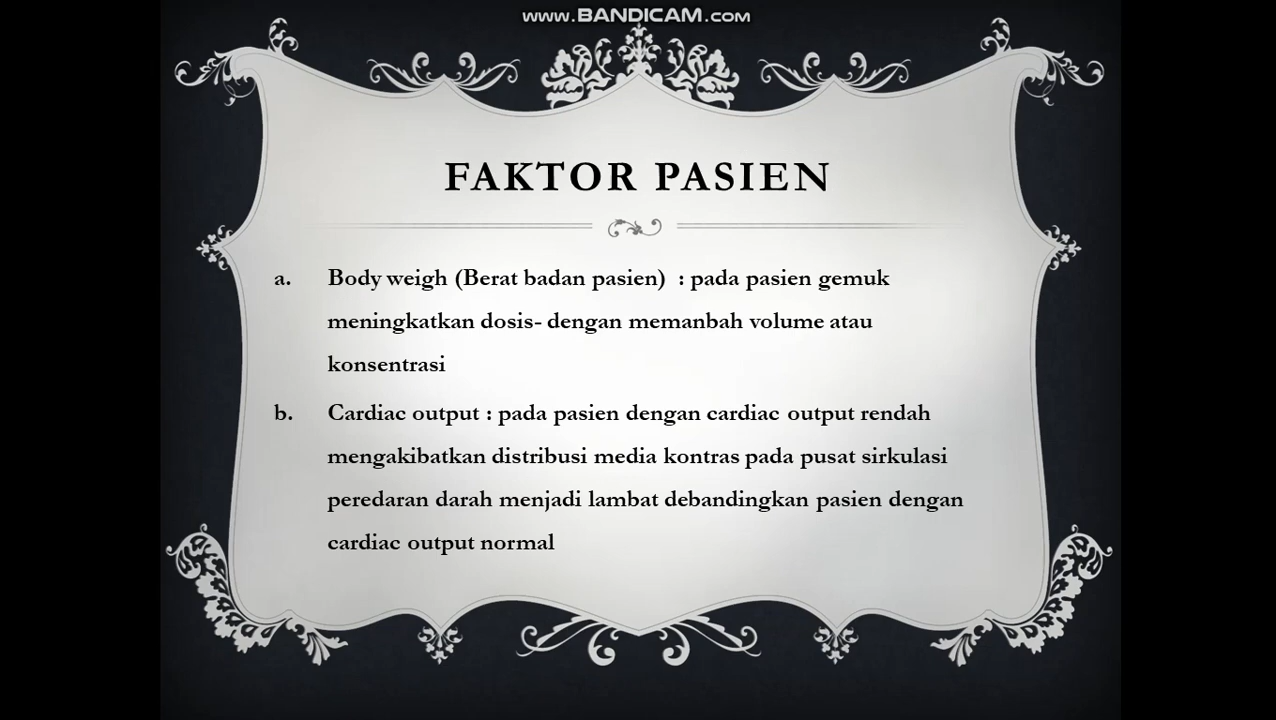 www.BANDICAM.com
FAKTOR PASIEN
a. Body weigh (Berat badan pasien) : pada pasien gemuk
meningkatkan dosis- dengan memanbah volume atau
konsentrasi
b. Cardiac output : pada pasien dengan cardiac output rendah
mengakibatkan distribusi media kontras pada pusat sirkulasi
peredaran darah menjadi lambat debandingkan pasien dengan
cardiac output normal